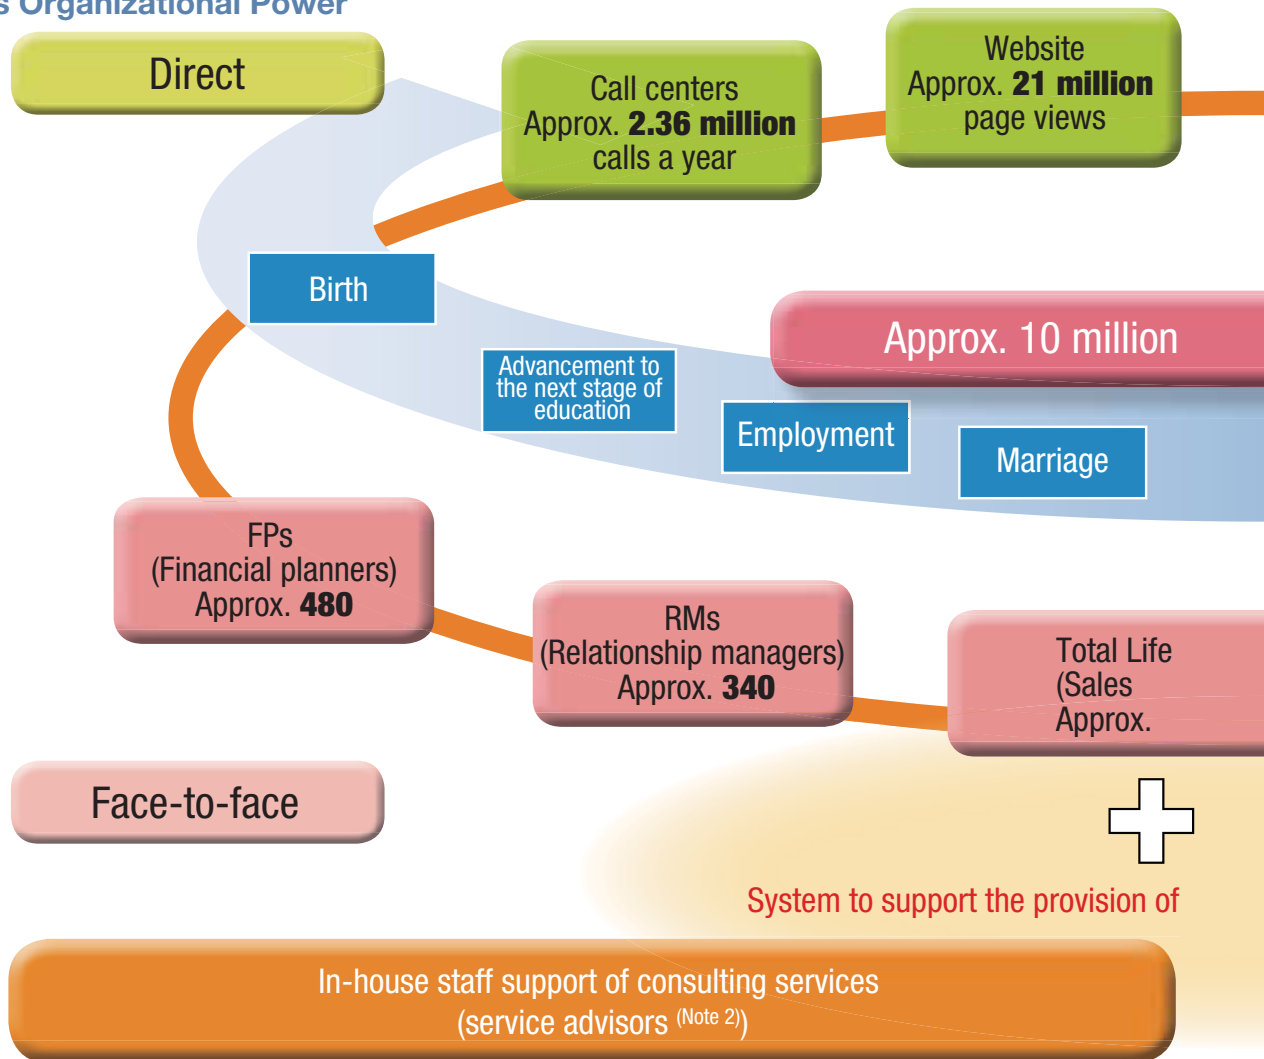 s Organizational Power
Direct
Call centers
Approx. 2.36 million
calls a year
Website
Approx. 21 million
page views
Birth
Approx. 10 million
Advancement to
the next stage of
education
Employment
Marriage
FPs
(Financial planners)
Approx. 480
RMs
(Relationship managers)
Approx. 340
Total Life
(Sales
Approx.
Face-to-face
System to support the provision of
In-house staff support of consulting services
(service advisors (Note 2))